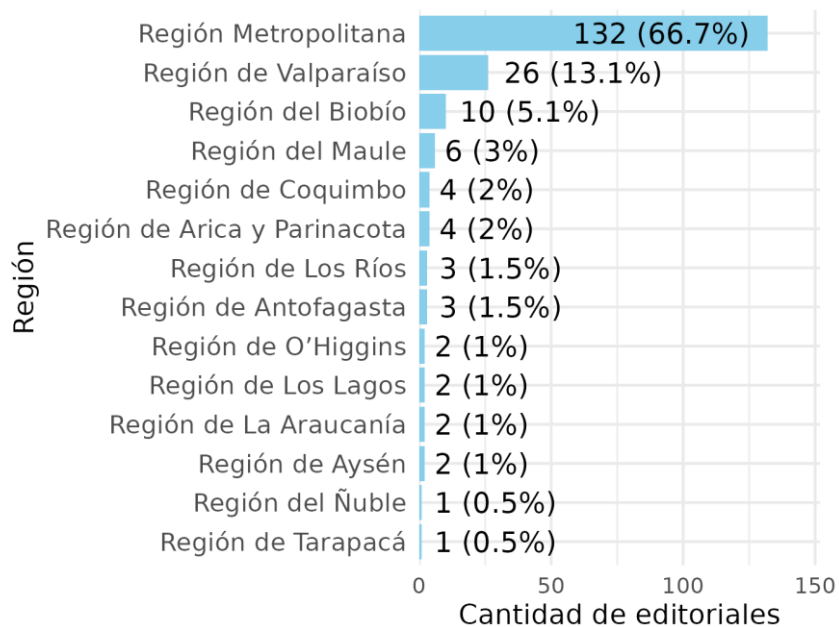 Región Metropolitana 132 (66.7%)
Región de Valparaíso 26 (13.1%)
Región del Biobío 10 (5.1%)
Región del Maule 6 (3%)
Región de Coquimbo 4 (2%)
Región de Arica y Parinacota 4 (2%)
Región de Los Ríos 3 (1.5%)
Región de Antofagasta 3 (1.5%)
Región de O’Higgins 2 (1%)
Región de Los Lagos 2 (1%)
Región de La Araucanía 2 (1%)
Región de Aysén 2 (1%)
Región del Ñuble 1 (0.5%)
Región de Tarapacá 1 (0.5%)
Región
0 50 100 150
Cantidad de editoriales